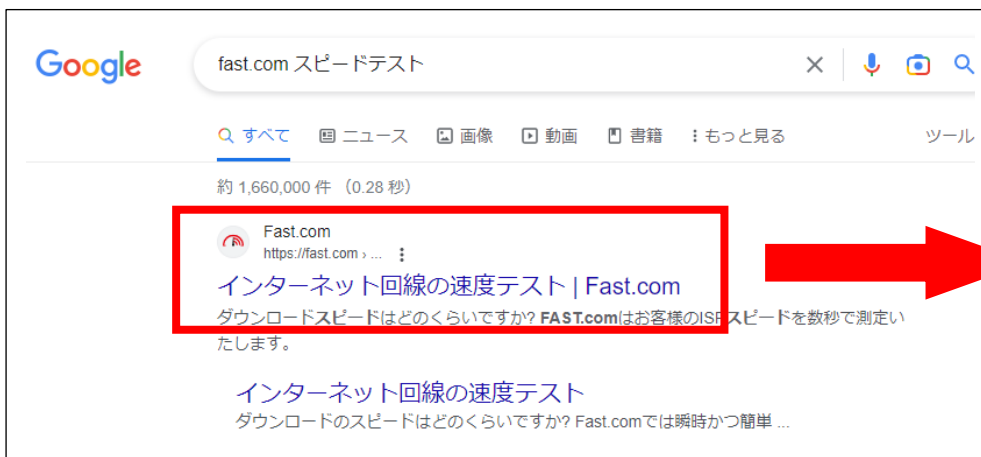 Google
fast.com スピードテスト
すべて ニュース 画像 動画 書籍 もっと見る ツール
約 1,660,000 件 （0.28 秒）
Fast.com
https://fast.com › ...
インターネット回線の速度テスト | Fast.com
ダウンロードスピードはどのくらいですか? FAST.comはお客様のISPスピードを数秒で測定い
たします。
インターネット回線の速度テスト
ダウンロードのスピードはどのくらいですか? Fast.comでは瞬時かつ簡単 ...